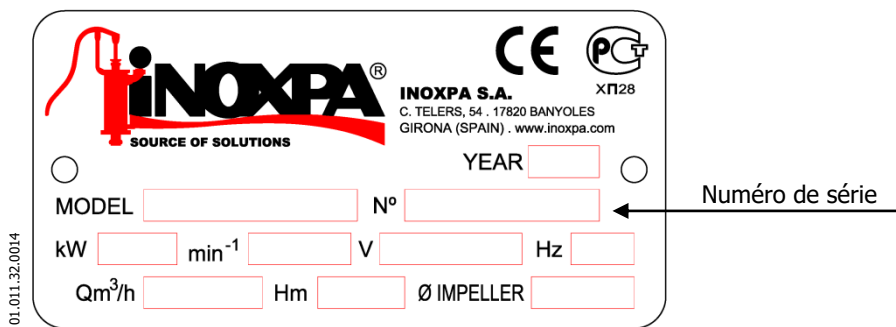 iNOXPA®
SOURCE OF SOLUTIONS
CE
РСТ
ХП28
INOXPA S.A.
C. TELERS, 54 . 17820 BANYOLES
GIRONA (SPAIN) . www.inoxpa.com
YEAR
MODEL Nº
Numéro de série
kW min⁻¹ V Hz
Qm³/h Hm Ø IMPELLER
01.011.32.0014